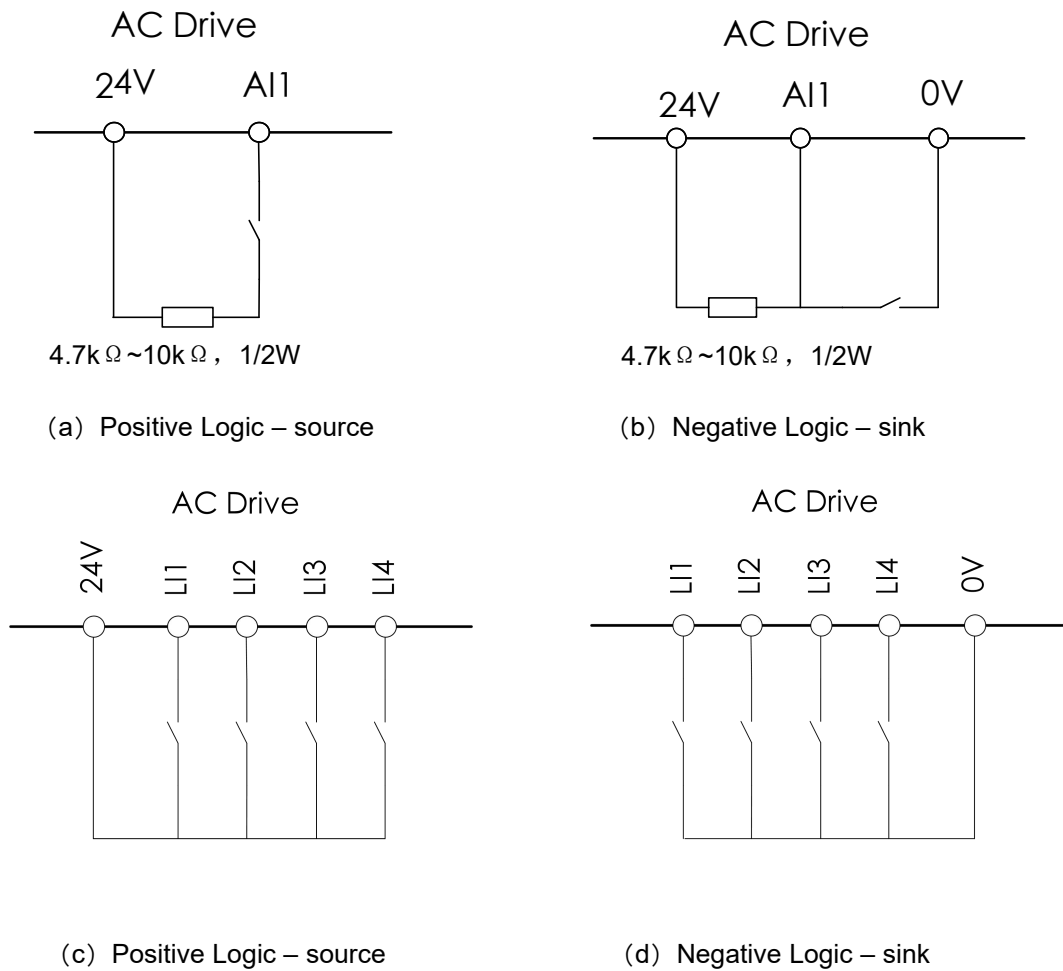 AC Drive
24V AI1
4.7kΩ~10kΩ，1/2W
（a）Positive Logic – source
AC Drive
24V AI1 0V
4.7kΩ~10kΩ，1/2W
（b）Negative Logic – sink
AC Drive
24V LI1 LI2 LI3 LI4
（c）Positive Logic – source
AC Drive
LI1 LI2 LI3 LI4 0V
（d）Negative Logic – sink